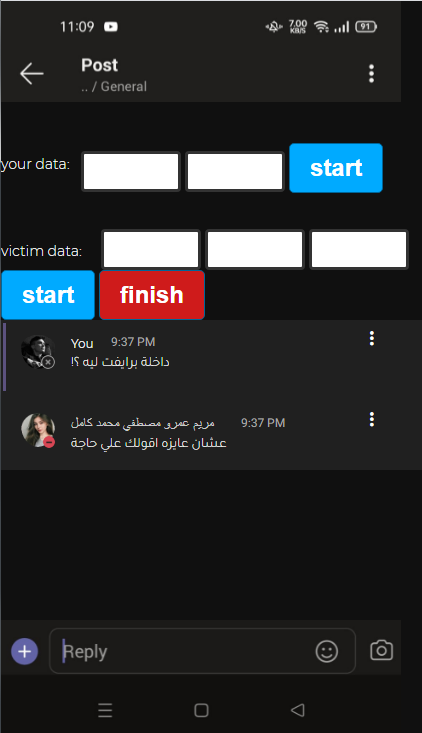 11:09
7.00
KB/S
91
Post
.. / General
your data:
start
victim data:
start
finish
You 9:37 PM
داخلة برايفت ليه ؟!
مريم عمرو مصطفي محمد كامل 9:37 PM
عشان عايزه اقولك علي حاجة
Reply